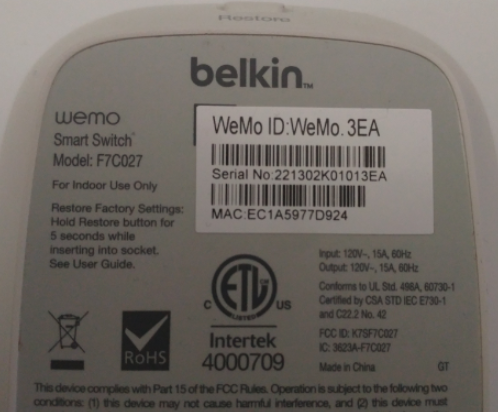 Restore
belkin™
wemo
Smart Switch
Model: F7C027
For Indoor Use Only
Restore Factory Settings:
Hold Restore button for
5 seconds while
inserting into socket.
See User Guide.
WeMo ID:WeMo.3EA
Serial No:221302K01013EA
MAC:EC1A5977D924
Input: 120V~, 15A, 60Hz
Output: 120V~, 15A, 60Hz
Conforms to UL Std. 498A, 60730-1
Certified by CSA STD IEC E730-1
and C22.2 No. 42
FCC ID: K7SF7C027
IC: 3623A-F7C027
Made in China GT
ETL
LISTED
C US
Intertek
4000709
RoHS
This device complies with Part 15 of the FCC Rules. Operation is subject to the following two
conditions: (1) this device may not cause harmful interference, and (2) this device must